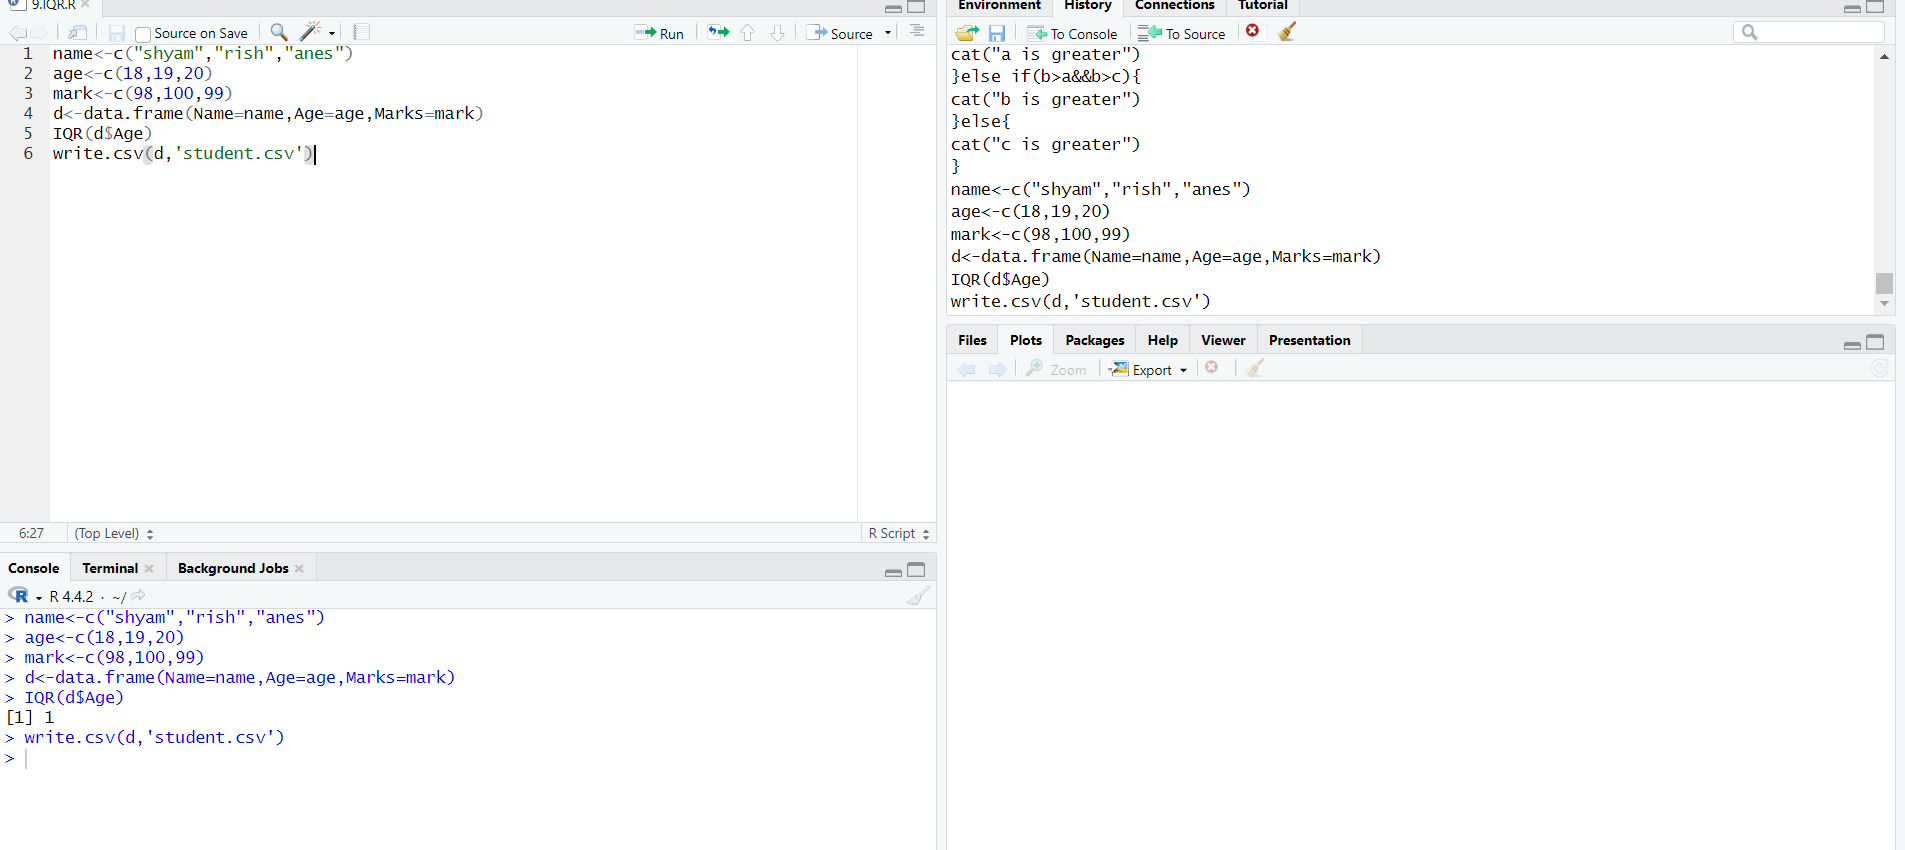 9.IQR.R
Source on Save
Run
Source
1 name<-c("shyam","rish","anes")
2 age<-c(18,19,20)
3 mark<-c(98,100,99)
4 d<-data.frame(Name=name,Age=age,Marks=mark)
5 IQR(d$Age)
6 write.csv(d,'student.csv')
6:27 (Top Level) R Script
Console Terminal Background Jobs
R 4.4.2 · ~/
> name<-c("shyam","rish","anes")
> age<-c(18,19,20)
> mark<-c(98,100,99)
> d<-data.frame(Name=name,Age=age,Marks=mark)
> IQR(d$Age)
[1] 1
> write.csv(d,'student.csv')
>
Environment History Connections Tutorial
To Console To Source
cat("a is greater")
}else if(b>a&&b>c){
cat("b is greater")
}else{
cat("c is greater")
}
name<-c("shyam","rish","anes")
age<-c(18,19,20)
mark<-c(98,100,99)
d<-data.frame(Name=name,Age=age,Marks=mark)
IQR(d$Age)
write.csv(d,'student.csv')
Files Plots Packages Help Viewer Presentation
Zoom Export